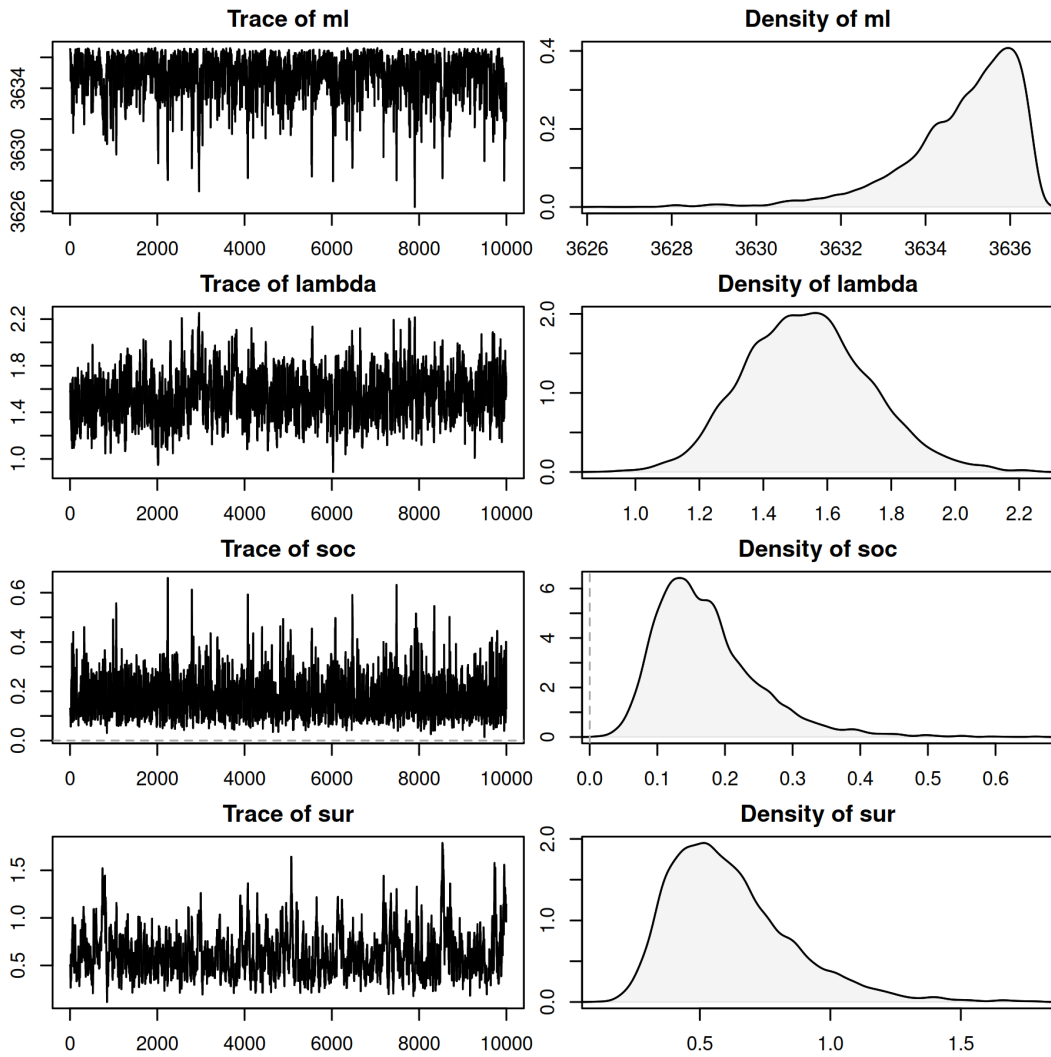 Trace of ml
Density of ml
3626 3630 3634
0 2000 4000 6000 8000 10000
0.0 0.2 0.4
3626 3628 3630 3632 3634 3636
Trace of lambda
Density of lambda
1.0 1.4 1.8 2.2
0 2000 4000 6000 8000 10000
0.0 1.0 2.0
1.0 1.2 1.4 1.6 1.8 2.0 2.2
Trace of soc
Density of soc
0.0 0.2 0.4 0.6
0 2000 4000 6000 8000 10000
0 2 4 6
0.0 0.1 0.2 0.3 0.4 0.5 0.6
Trace of sur
Density of sur
0.5 1.0 1.5
0 2000 4000 6000 8000 10000
0.0 1.0 2.0
0.5 1.0 1.5